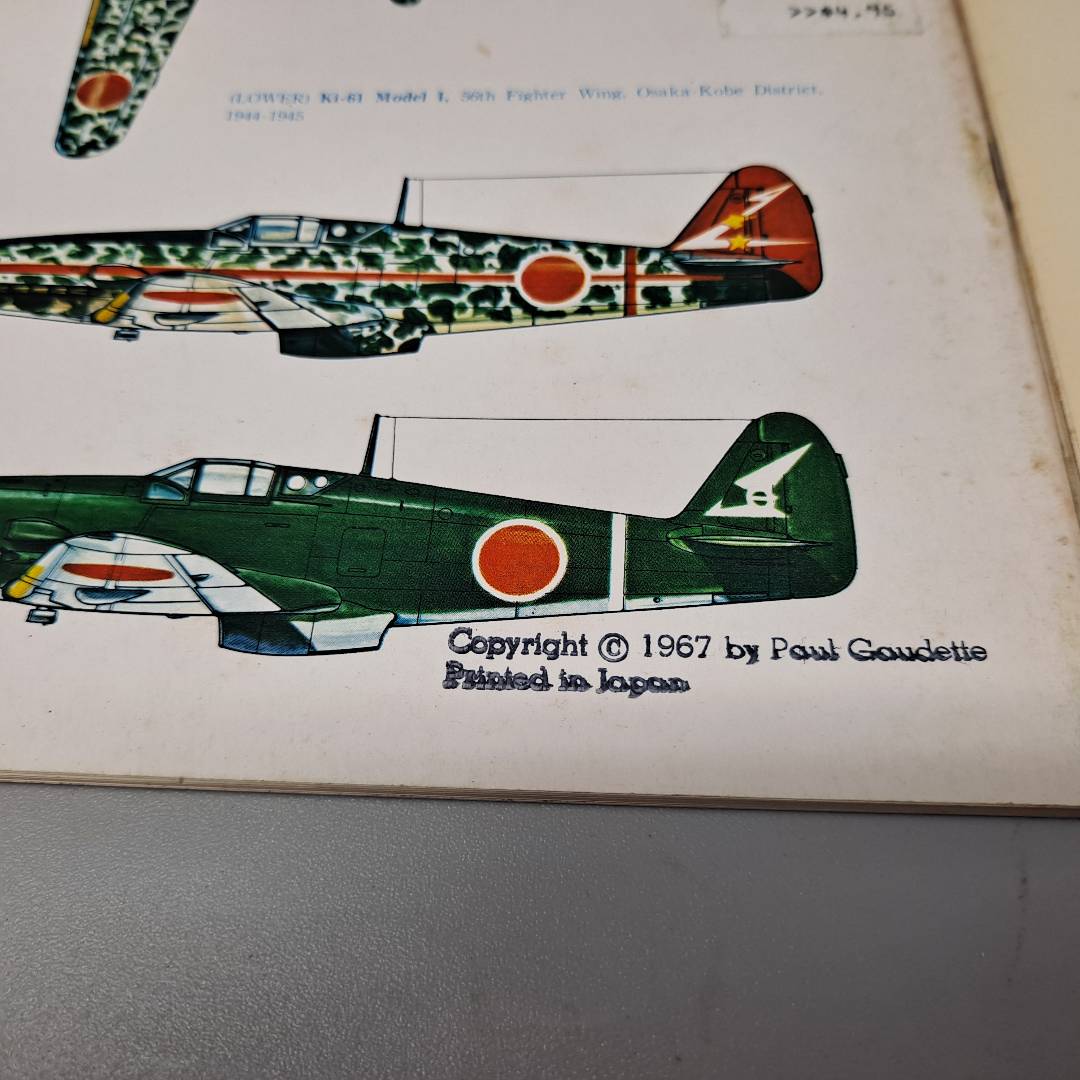 >>$4.95
(LOWER) Ki-61 Model I, 56th Fighter Wing, Osaka-Kobe District,
1944-1945
Copyright © 1967 by Paul Gaudette
Printed in Japan